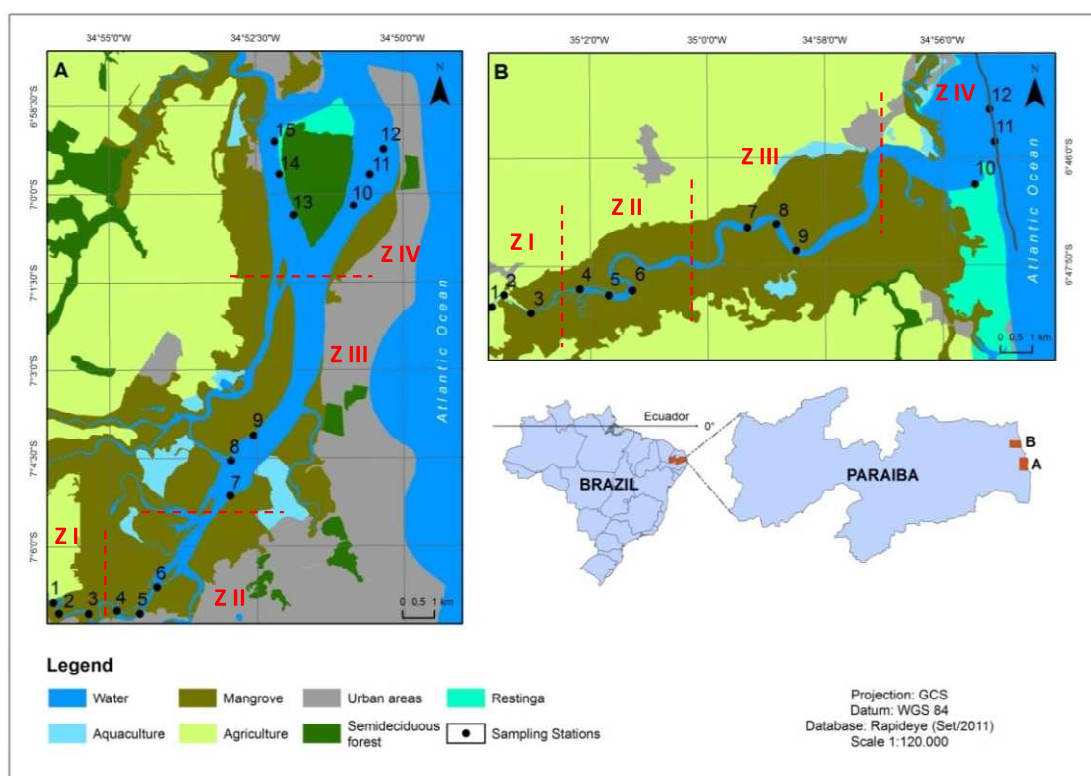 34°55'0"W 34°52'30"W 34°50'0"W
A
N
6°58'30"S
7°0'0"S
7°1'30"S
7°3'0"S
7°4'30"S
7°6'0"S
15
14
13
12
11
10
Z IV
Z III
9
8
7
Z I
6
1
2
3
4
5
Z II
Atlantic Ocean
0 0,5 1 km
35°2'0"W 35°0'0"W 34°58'0"W 34°56'0"W
B
N
Z IV
12
11
10
6°46'0"S
6°47'50"S
Z III
Z II
Z I
7
8
9
1
2
3
4
5
6
Atlantic Ocean
0 0,5 1 km
Ecuador
0°
BRAZIL
PARAIBA
B
A
Legend
Water
Mangrove
Urban areas
Restinga
Aquaculture
Agriculture
Semideciduous
forest
Sampling Stations
Projection: GCS
Datum: WGS 84
Database: Rapideye (Set/2011)
Scale 1:120.000